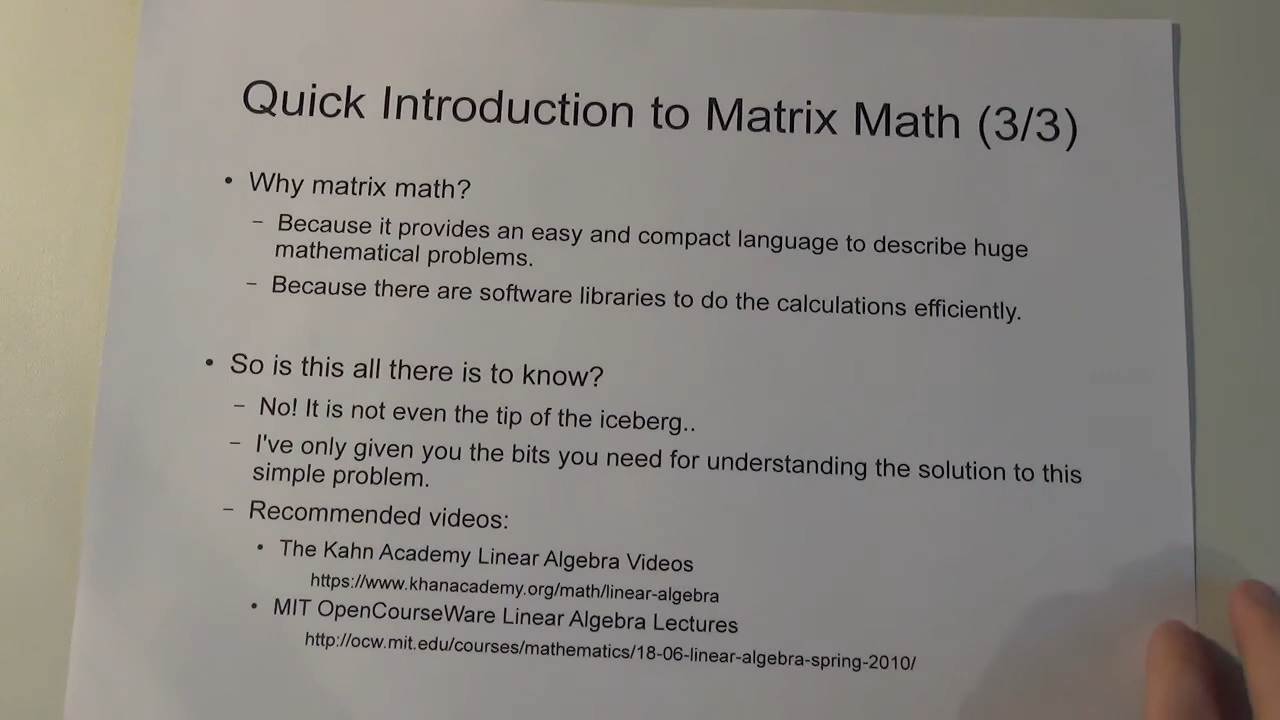 Quick Introduction to Matrix Math (3/3)
• Why matrix math?
– Because it provides an easy and compact language to describe huge
mathematical problems.
– Because there are software libraries to do the calculations efficiently.
• So is this all there is to know?
– No! It is not even the tip of the iceberg..
– I've only given you the bits you need for understanding the solution to this
simple problem.
– Recommended videos:
• The Kahn Academy Linear Algebra Videos
https://www.khanacademy.org/math/linear-algebra
• MIT OpenCourseWare Linear Algebra Lectures
http://ocw.mit.edu/courses/mathematics/18-06-linear-algebra-spring-2010/